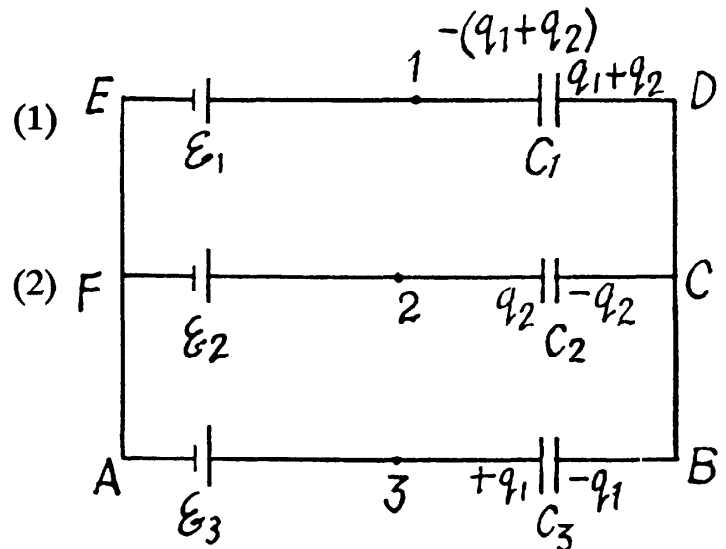 -(q₁+q₂)
1 q₁+q₂
(1) E D
ℰ₁ C₁
(2) F C
2 q₂ -q₂
ℰ₂ C₂
A B
3 +q₁ -q₁
ℰ₃ C₃